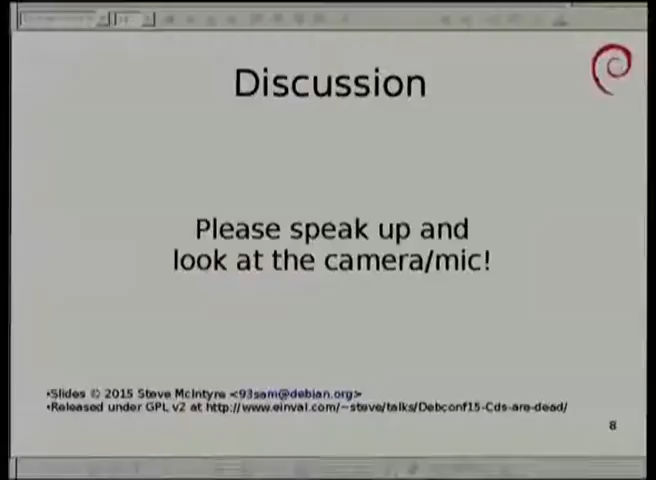 Discussion
Please speak up and
look at the camera/mic!
•Slides © 2015 Steve McIntyre <93sam@debian.org>
•Released under GPL v2 at http://www.einval.com/~steve/talks/Debconf15-Cds-are-dead/
8